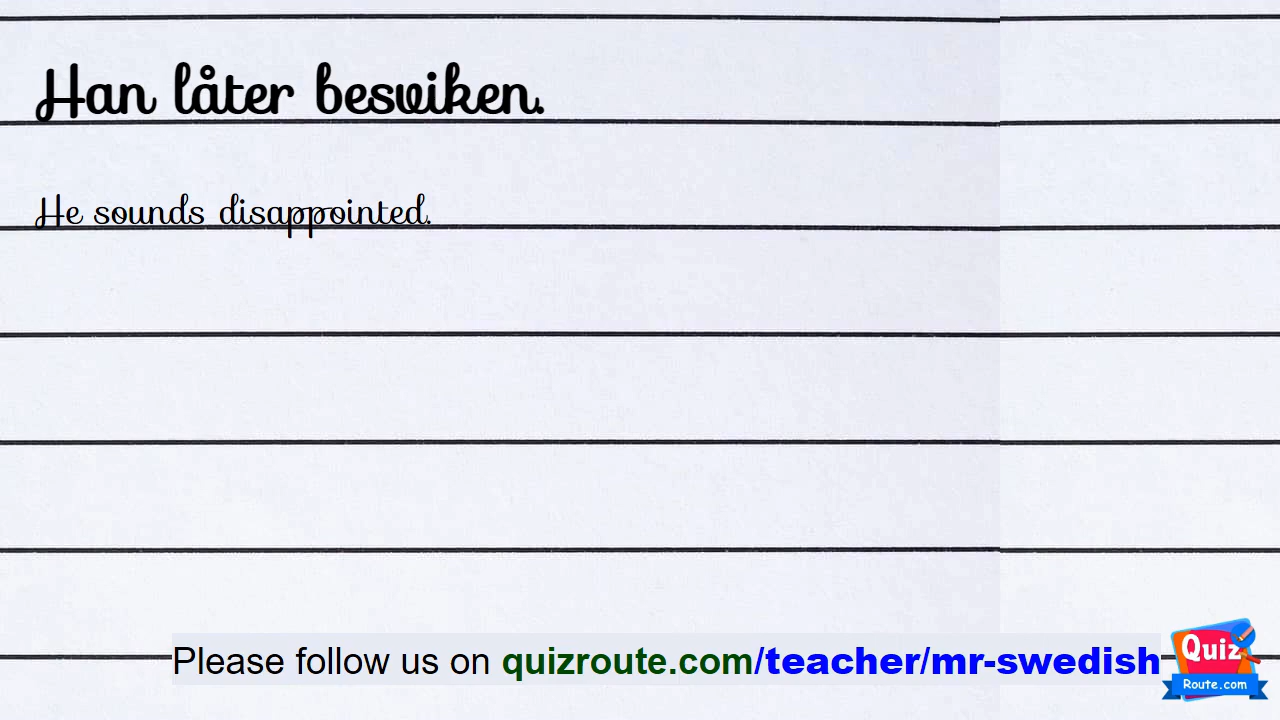 Han låter besviken.
He sounds disappointed.
Please follow us on quizroute.com/teacher/mr-swedish
Quiz
Route.com